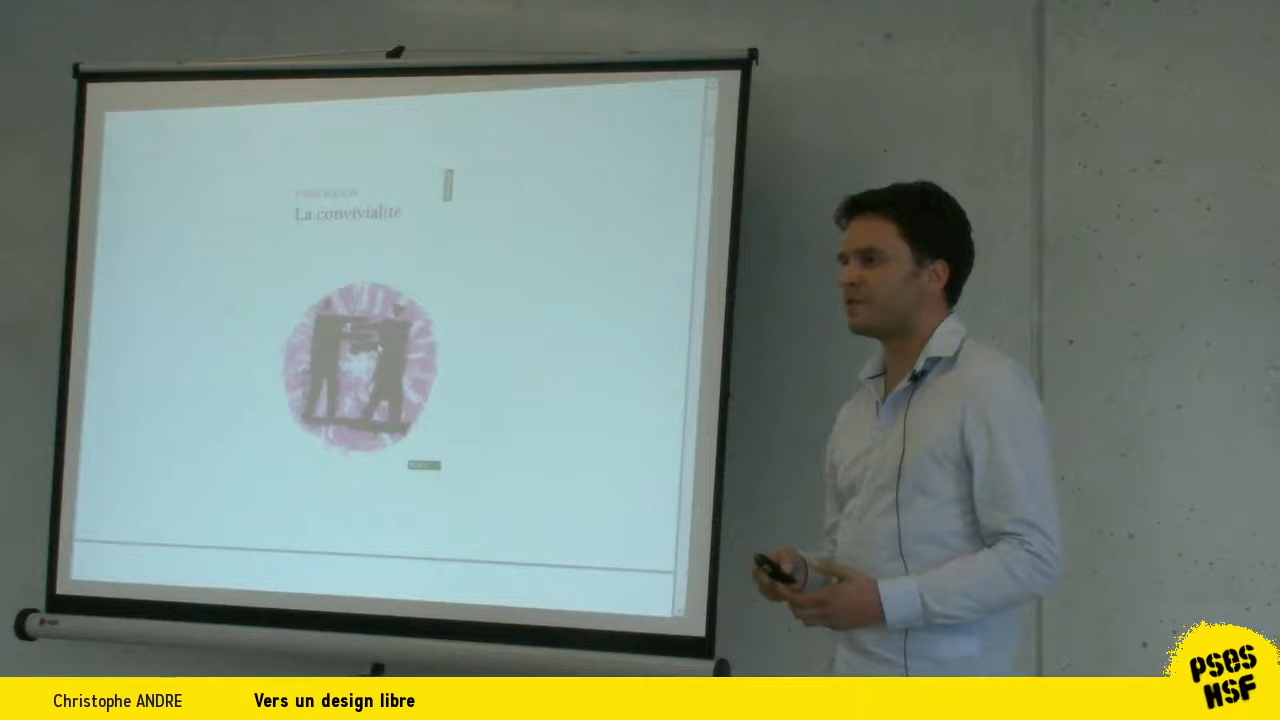 La convivialité
Christophe ANDRE
Vers un design libre
PSES
HSF